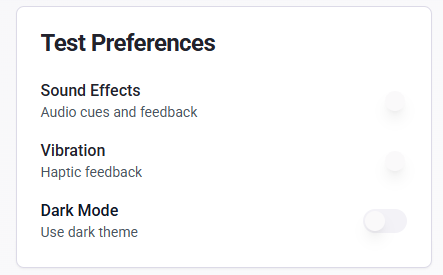 Test Preferences
Sound Effects
Audio cues and feedback
Vibration
Haptic feedback
Dark Mode
Use dark theme